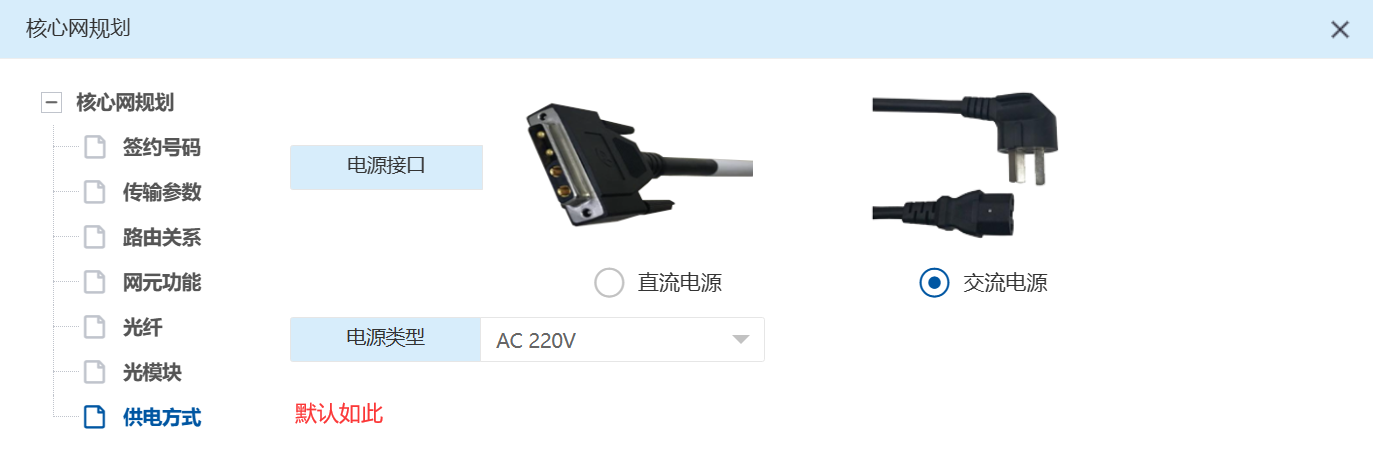 核心网规划
核心网规划
签约号码
传输参数
路由关系
网元功能
光纤
光模块
供电方式
电源接口
直流电源
交流电源
电源类型
AC 220V
默认如此